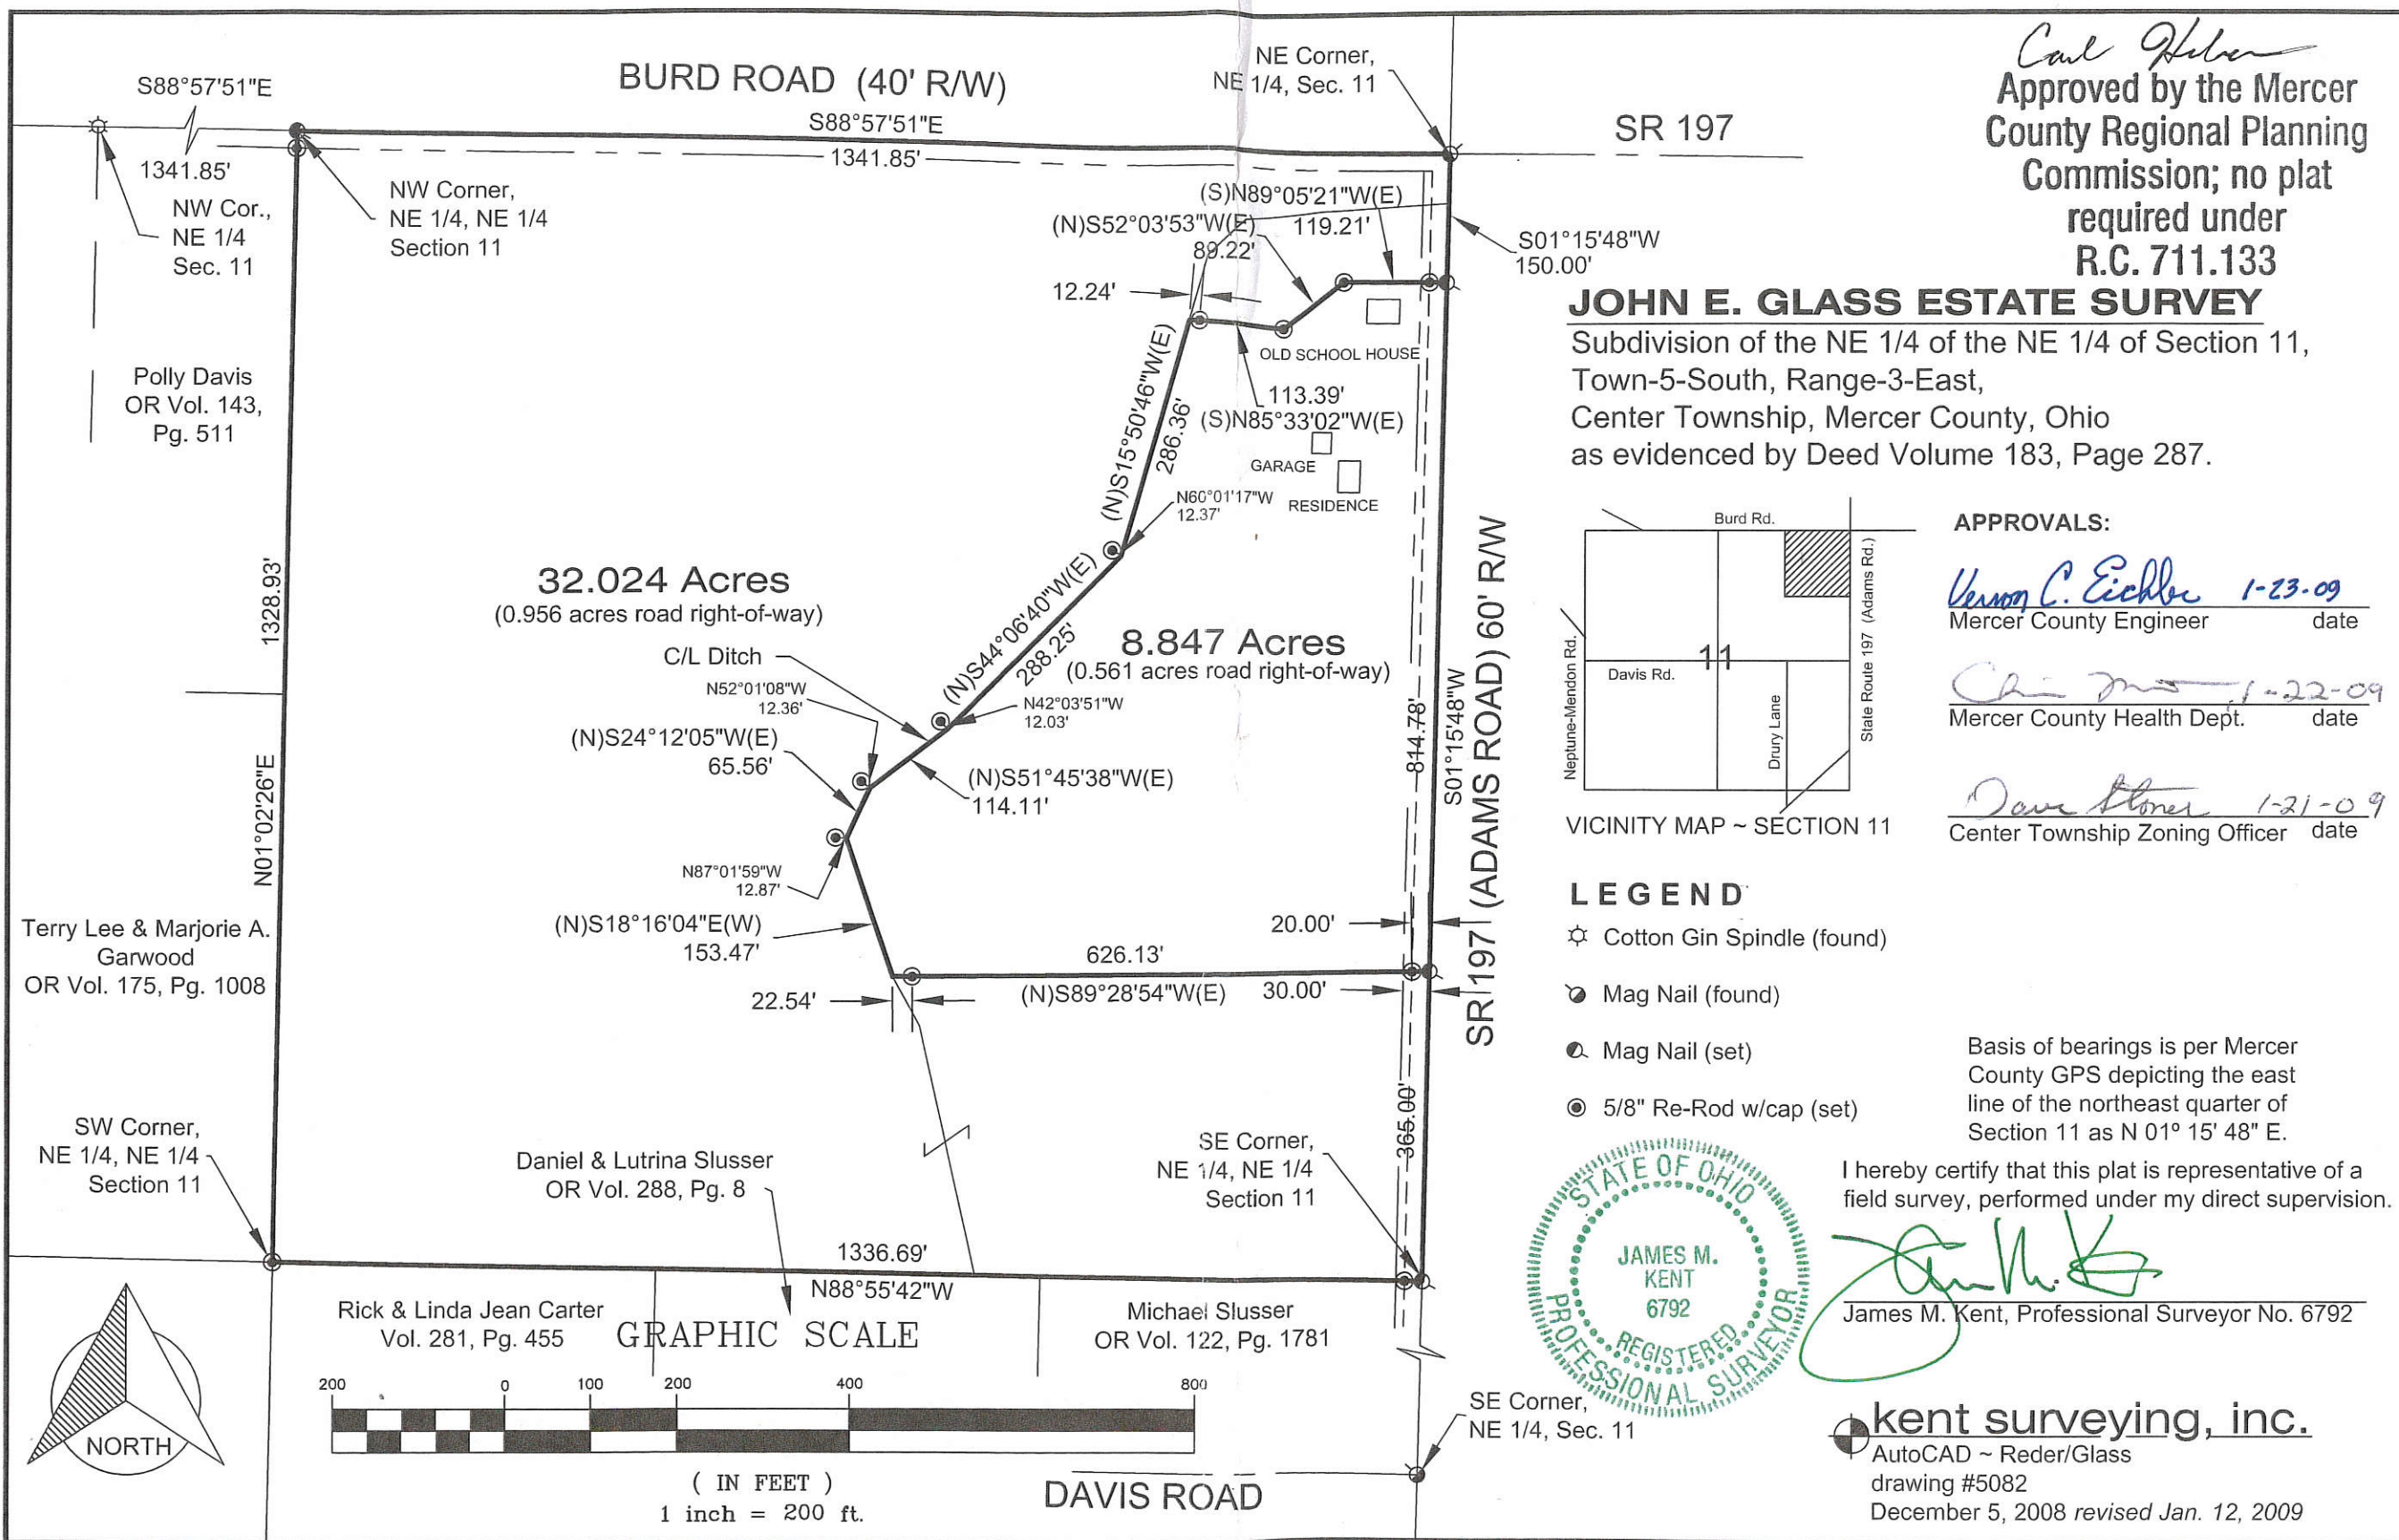 S88°57'51"E
1341.85'
NW Cor.,
NE 1/4
Sec. 11
BURD ROAD (40' R/W)
S88°57'51"E
1341.85'
NW Corner,
NE 1/4, NE 1/4
Section 11
NE Corner,
NE 1/4, Sec. 11
SR 197
(S)N89°05'21"W(E)
119.21'
(N)S52°03'53"W(E)
89.22'
S01°15'48"W
150.00'
12.24'
OLD SCHOOL HOUSE
113.39'
(S)N85°33'02"W(E)
GARAGE
RESIDENCE
(N)S15°50'46"W(E)
286.36'
N60°01'17"W
12.37'
Polly Davis
OR Vol. 143,
Pg. 511
1328.93'
N01°02'26"E
32.024 Acres
(0.956 acres road right-of-way)
C/L Ditch
(N)S44°06'40"W(E)
288.25'
8.847 Acres
(0.561 acres road right-of-way)
N52°01'08"W
12.36'
N42°03'51"W
12.03'
(N)S24°12'05"W(E)
65.56'
(N)S51°45'38"W(E)
114.11'
N87°01'59"W
12.87'
(N)S18°16'04"E(W)
153.47'
814.78'
S01°15'48"W
SR 197 (ADAMS ROAD) 60' R/W
20.00'
626.13'
(N)S89°28'54"W(E)
30.00'
22.54'
365.00'
Terry Lee & Marjorie A.
Garwood
OR Vol. 175, Pg. 1008
SW Corner,
NE 1/4, NE 1/4
Section 11
Daniel & Lutrina Slusser
OR Vol. 288, Pg. 8
SE Corner,
NE 1/4, NE 1/4
Section 11
1336.69'
N88°55'42"W
Rick & Linda Jean Carter
Vol. 281, Pg. 455
Michael Slusser
OR Vol. 122, Pg. 1781
GRAPHIC SCALE
200 0 100 200 400 800
( IN FEET )
1 inch = 200 ft.
NORTH
DAVIS ROAD
SE Corner,
NE 1/4, Sec. 11
Approved by the Mercer
County Regional Planning
Commission; no plat
required under
R.C. 711.133
JOHN E. GLASS ESTATE SURVEY
Subdivision of the NE 1/4 of the NE 1/4 of Section 11,
Town-5-South, Range-3-East,
Center Township, Mercer County, Ohio
as evidenced by Deed Volume 183, Page 287.
Burd Rd.
Neptune-Mendon Rd.
Davis Rd.
11
Drury Lane
State Route 197 (Adams Rd.)
VICINITY MAP ~ SECTION 11
APPROVALS:
Vernon C. Eichler 1-23-09
Mercer County Engineer date
1-22-09
Mercer County Health Dept. date
Dave Stoner 1-21-09
Center Township Zoning Officer date
LEGEND
Cotton Gin Spindle (found)
Mag Nail (found)
Mag Nail (set)
5/8" Re-Rod w/cap (set)
Basis of bearings is per Mercer
County GPS depicting the east
line of the northeast quarter of
Section 11 as N 01º 15' 48" E.
I hereby certify that this plat is representative of a
field survey, performed under my direct supervision.
STATE OF OHIO
JAMES M.
KENT
6792
REGISTERED
PROFESSIONAL SURVEYOR
James M. Kent, Professional Surveyor No. 6792
kent surveying, inc.
AutoCAD ~ Reder/Glass
drawing #5082
December 5, 2008 revised Jan. 12, 2009